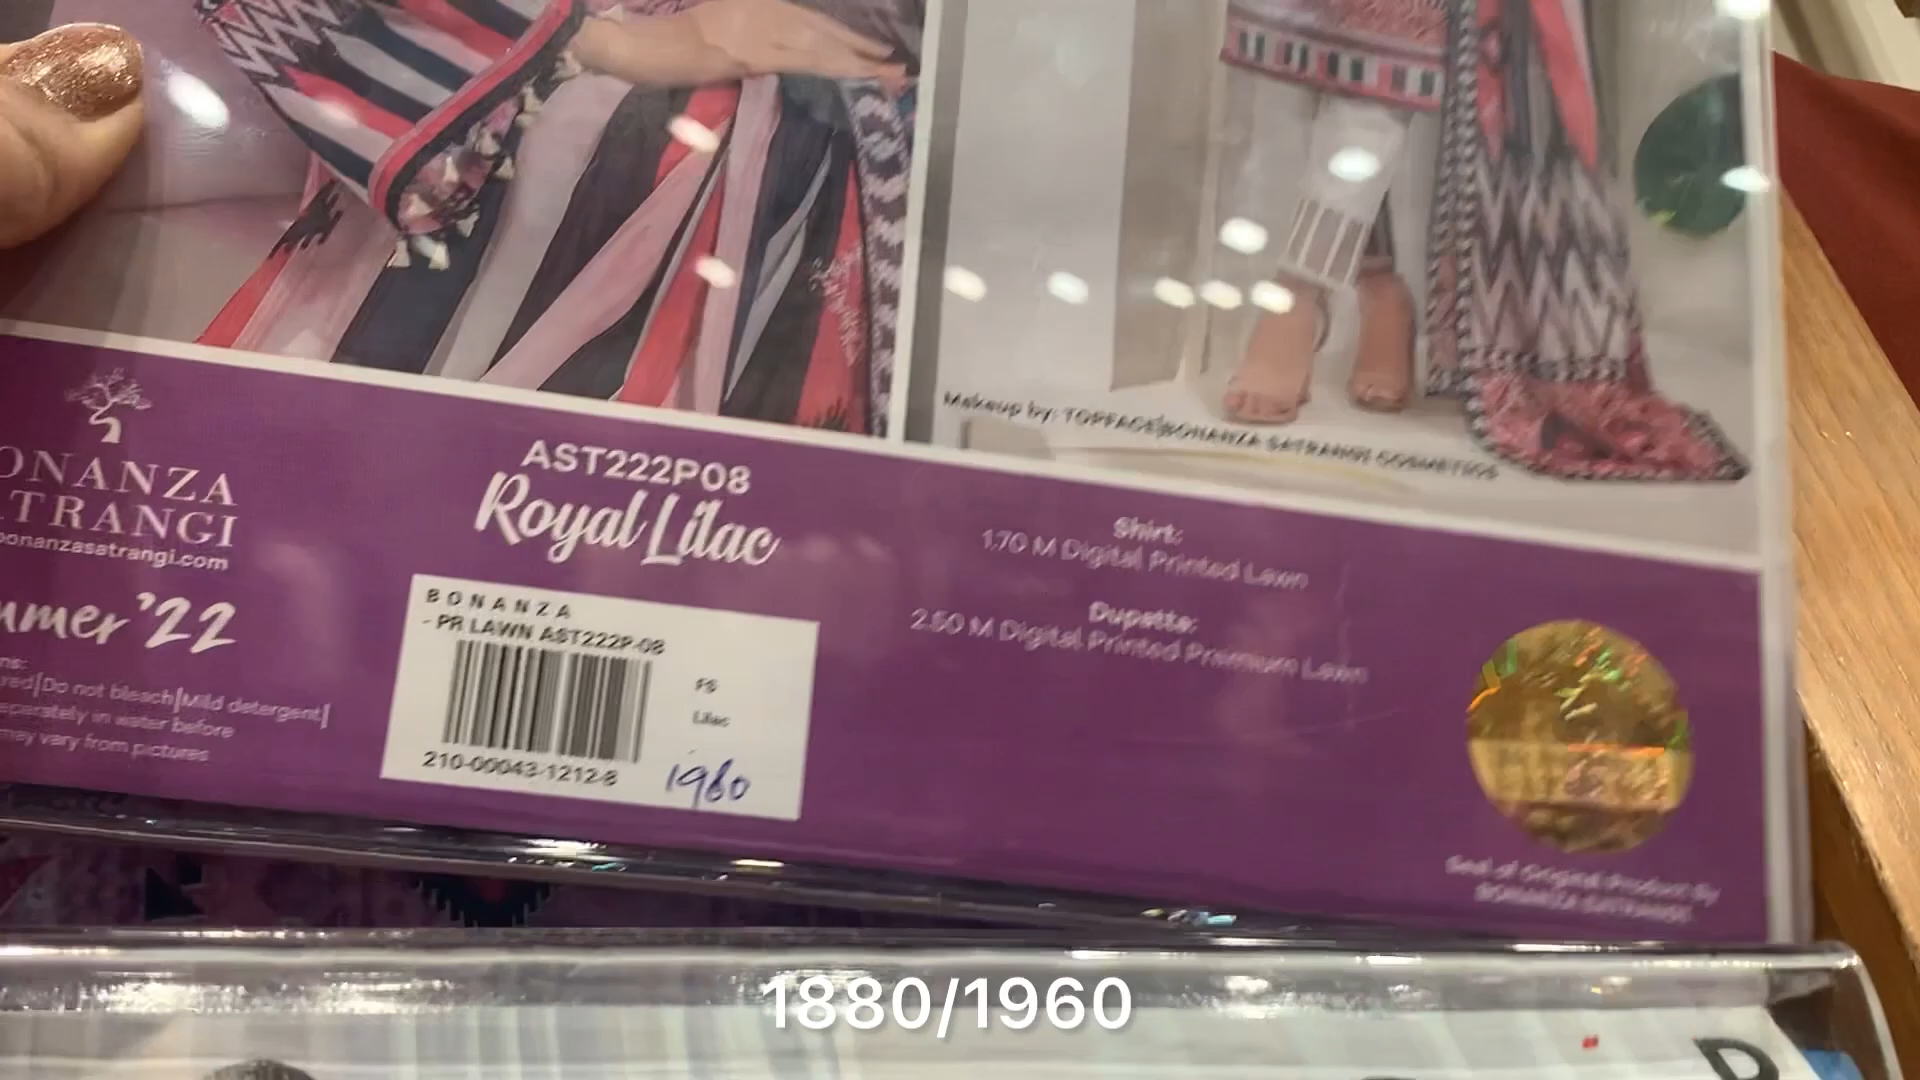 Makeup by: TOPFACE|BONANZA SATRANGI COSMETICS
ONANZA
TRANGI
bonanzasatrangi.com
mmer '22
ns:
Do not bleach|Mild detergent|
eperately in water before
may vary from pictures
AST222P08
Royal Lilac
BONANZA
- PR LAWN AST222P-08
FS
Lilac
210-00043-1212-8
1960
Shirt:
1.70 M Digital Printed Lawn
Dupatta:
2.50 M Digital Printed Premium Lawn
Seal of Original Product By
BONANZA SATRANGI
1880/1960